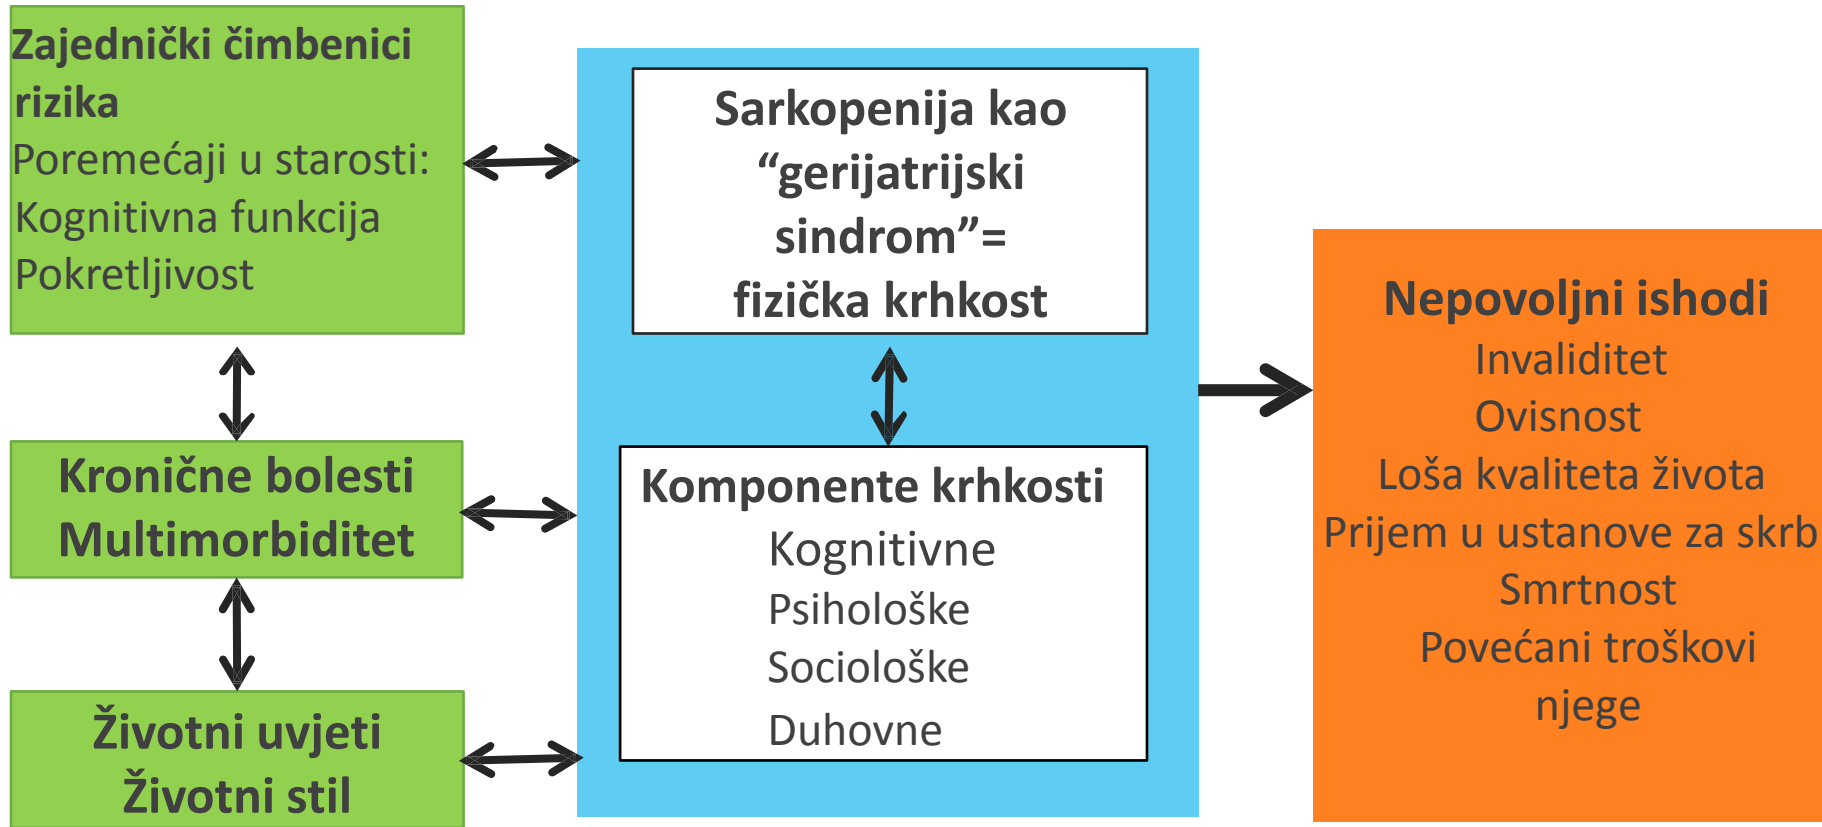 Zajednički čimbenici
rizika
Poremećaji u starosti:
Kognitivna funkcija
Pokretljivost
Kronične bolesti
Multimorbiditet
Životni uvjeti
Životni stil
Sarkopenija kao
“gerijatrijski
sindrom”=
fizička krhkost
Komponente krhkosti
Kognitivne
Psihološke
Sociološke
Duhovne
Nepovoljni ishodi
Invaliditet
Ovisnost
Loša kvaliteta života
Prijem u ustanove za skrb
Smrtnost
Povećani troškovi
njege